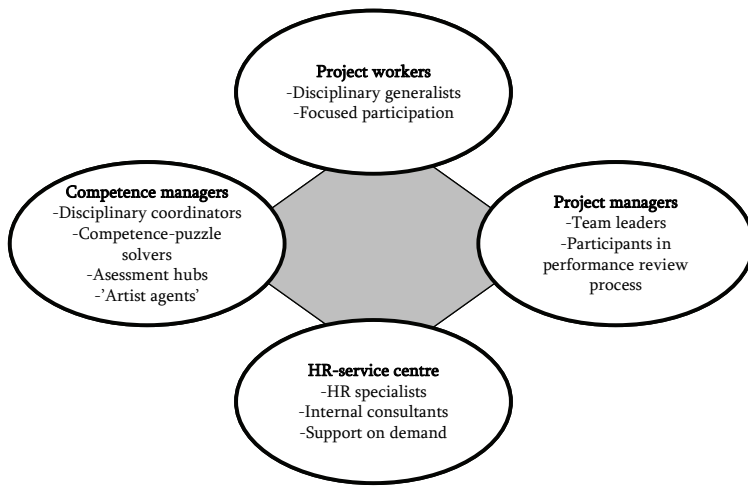 Project workers
-Disciplinary generalists
-Focused participation
Competence managers
-Disciplinary coordinators
-Competence-puzzle
solvers
-Asessment hubs
-'Artist agents'
Project managers
-Team leaders
-Participants in
performance review
process
HR-service centre
-HR specialists
-Internal consultants
-Support on demand